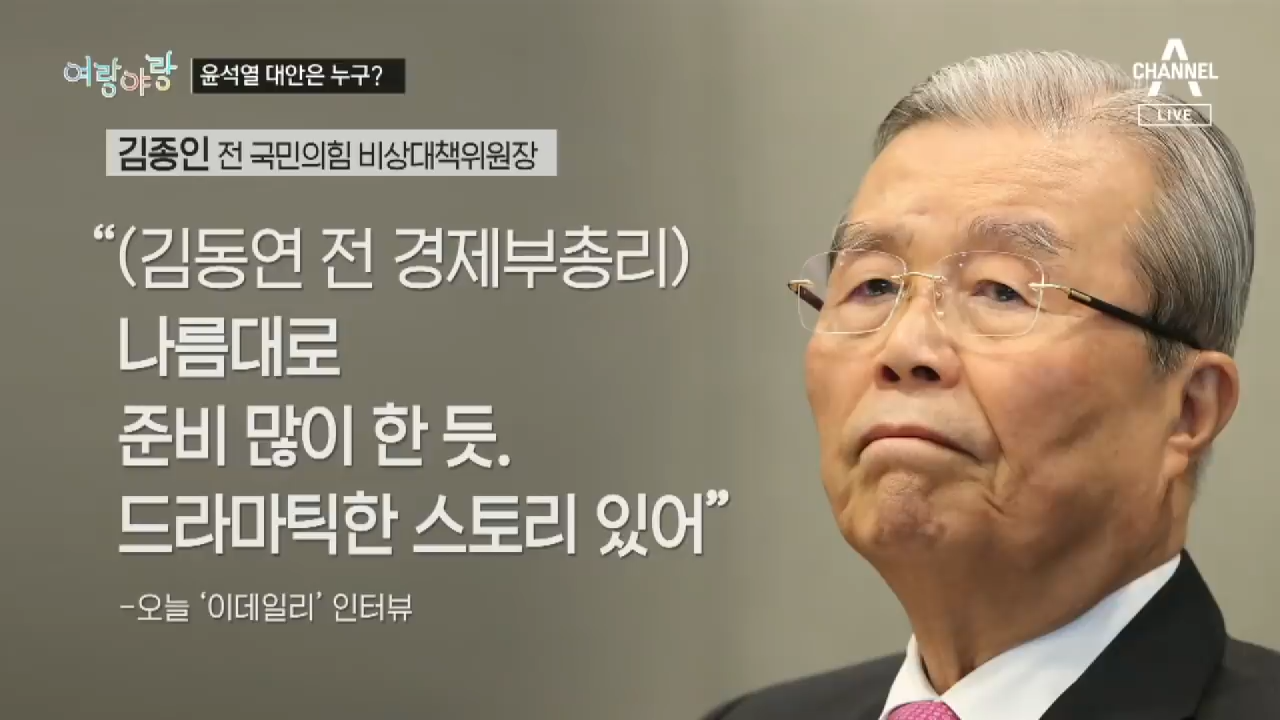 여랑야랑
윤석열 대안은 누구?
CHANNEL A
LIVE
김종인 전 국민의힘 비상대책위원장
“(김동연 전 경제부총리)
나름대로
준비 많이 한 듯.
드라마틱한 스토리 있어”
-오늘 ‘이데일리’ 인터뷰